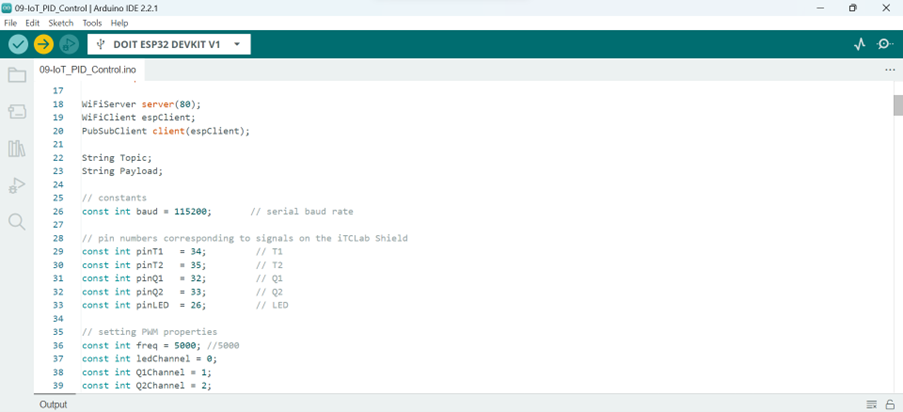 09-IoT_PID_Control | Arduino IDE 2.2.1
File Edit Sketch Tools Help
DOIT ESP32 DEVKIT V1
09-IoT_PID_Control.ino
17
18 WiFiServer server(80);
19 WiFiClient espClient;
20 PubSubClient client(espClient);
21
22 String Topic;
23 String Payload;
24
25 // constants
26 const int baud = 115200; // serial baud rate
27
28 // pin numbers corresponding to signals on the iTCLab Shield
29 const int pinT1 = 34; // T1
30 const int pinT2 = 35; // T2
31 const int pinQ1 = 32; // Q1
32 const int pinQ2 = 33; // Q2
33 const int pinLED = 26; // LED
34
35 // setting PWM properties
36 const int freq = 5000; //5000
37 const int ledChannel = 0;
38 const int Q1Channel = 1;
39 const int Q2Channel = 2;
Output